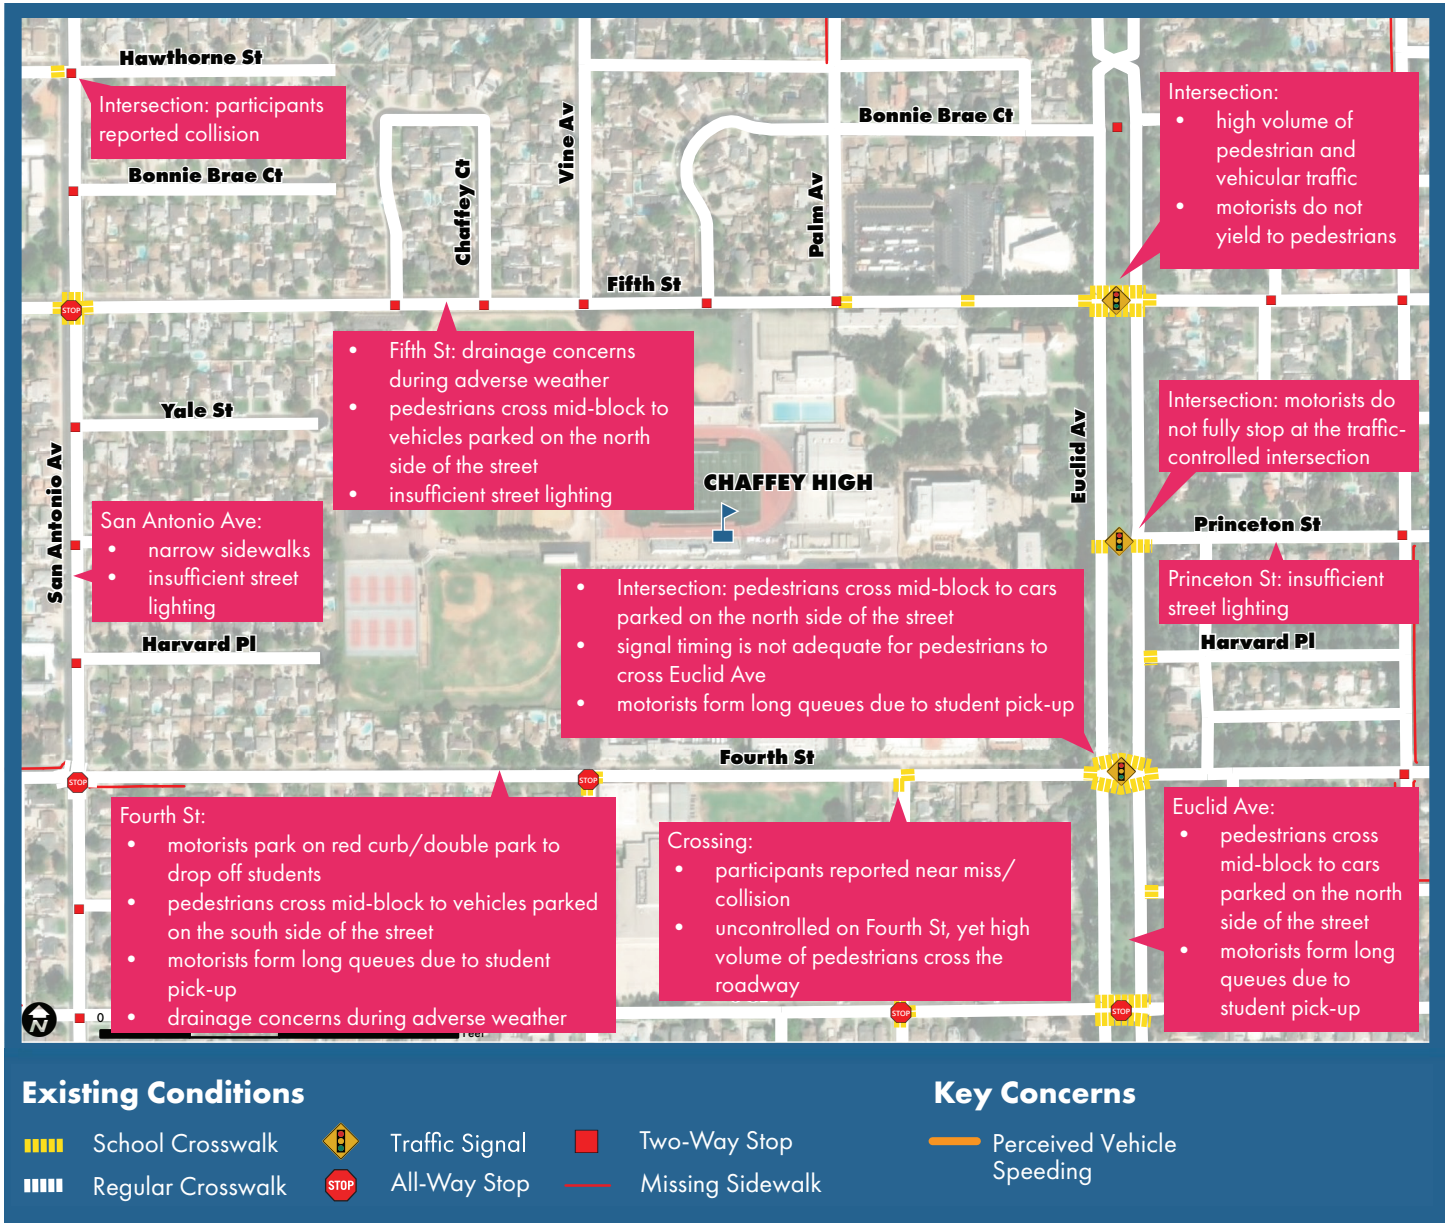 Hawthorne St
Intersection: participants
reported collision
Bonnie Brae Ct
Chaffey Ct
Vine Av
Bonnie Brae Ct
Palm Av
Intersection:
• high volume of
pedestrian and
vehicular traffic
• motorists do not
yield to pedestrians
Fifth St
STOP
• Fifth St: drainage concerns
during adverse weather
• pedestrians cross mid-block to
vehicles parked on the north
side of the street
• insufficient street lighting
Yale St
San Antonio Av
Euclid Av
Intersection: motorists do
not fully stop at the traffic-
controlled intersection
CHAFFEY HIGH
San Antonio Ave:
• narrow sidewalks
• insufficient street
lighting
Princeton St
Princeton St: insufficient
street lighting
• Intersection: pedestrians cross mid-block to cars
parked on the north side of the street
• signal timing is not adequate for pedestrians to
cross Euclid Ave
• motorists form long queues due to student pick-up
Harvard Pl
Harvard Pl
Fourth St
STOP
STOP
Fourth St:
• motorists park on red curb/double park to
drop off students
• pedestrians cross mid-block to vehicles parked
on the south side of the street
• motorists form long queues due to student
pick-up
• drainage concerns during adverse weather
Crossing:
• participants reported near miss/
collision
• uncontrolled on Fourth St, yet high
volume of pedestrians cross the
roadway
Euclid Ave:
• pedestrians cross
mid-block to cars
parked on the north
side of the street
• motorists form long
queues due to
student pick-up
STOP
STOP
N
0
Existing Conditions
School Crosswalk
Traffic Signal
Two-Way Stop
Regular Crosswalk
STOP
All-Way Stop
Missing Sidewalk
Key Concerns
Perceived Vehicle
Speeding